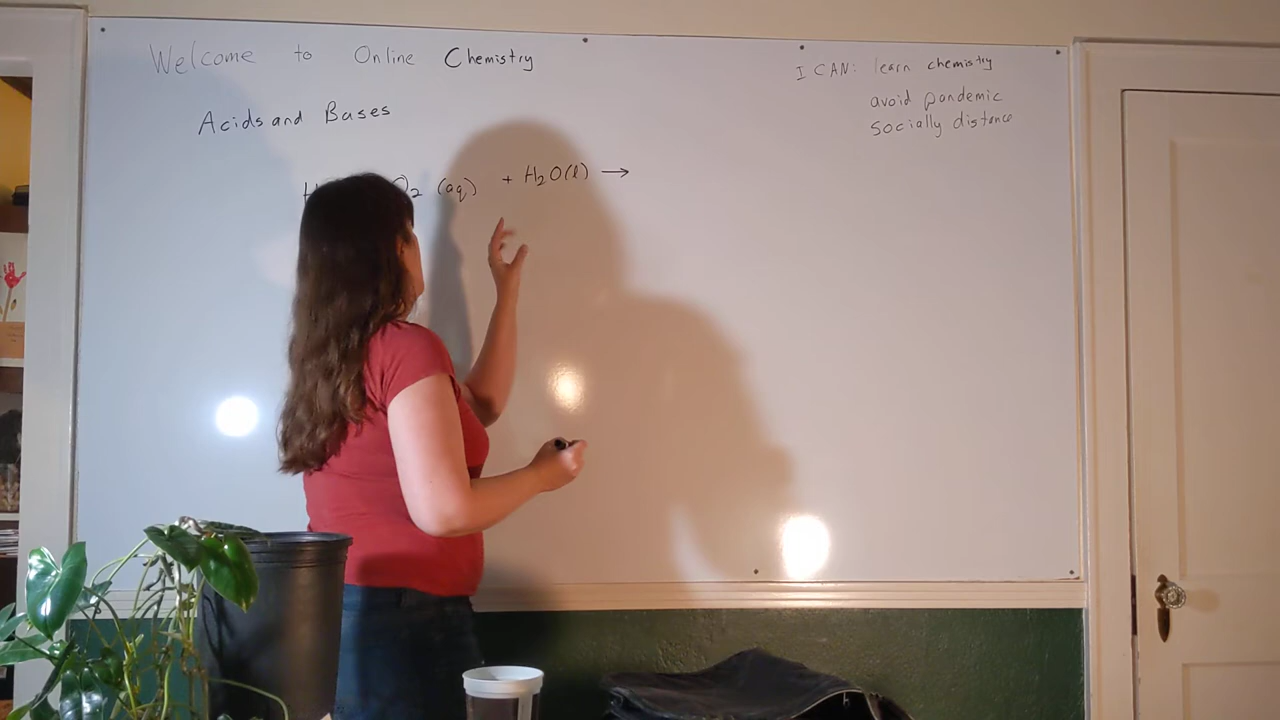 Welcome to Online Chemistry
I CAN: learn chemistry
avoid pandemic
socially distance
Acids and Bases
H O₂ (aq) + H₂O(l) →